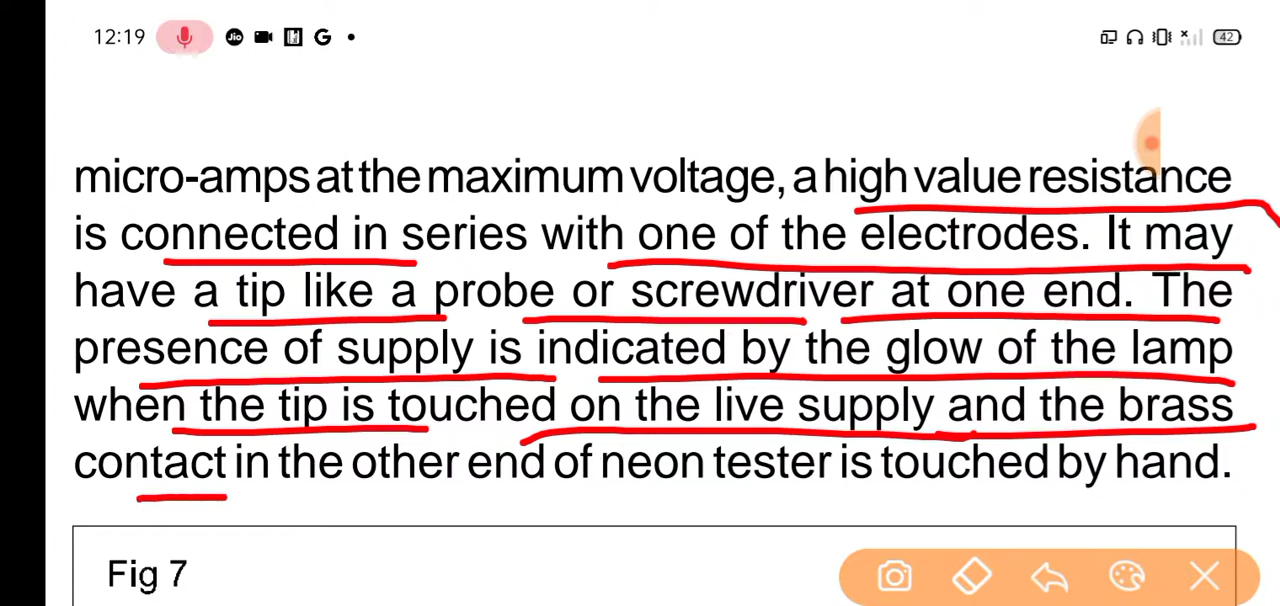 12:19 Jio G 42
micro-amps at the maximum voltage, a high value resistance
is connected in series with one of the electrodes. It may
have a tip like a probe or screwdriver at one end. The
presence of supply is indicated by the glow of the lamp
when the tip is touched on the live supply and the brass
contact in the other end of neon tester is touched by hand.
Fig 7